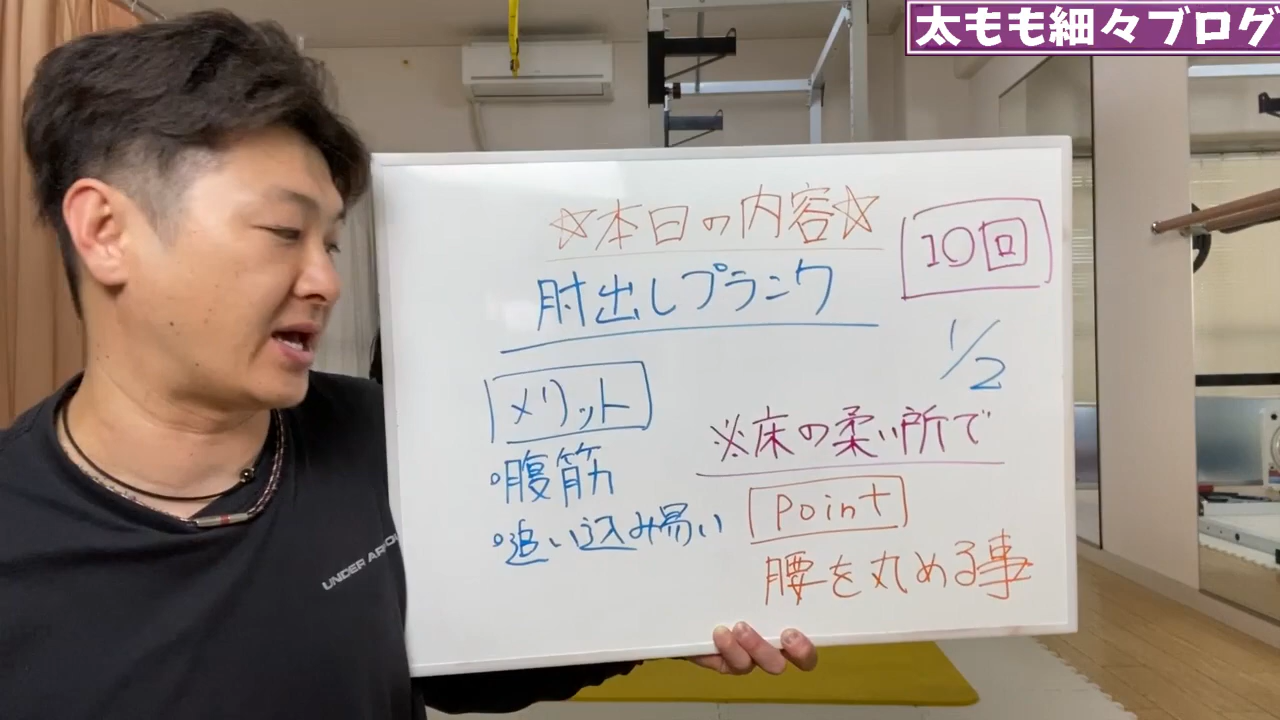 太もも細々ブログ
☆本日の内容☆
10回
肘出しプランク
1/2
メリット
※床の柔い所で
・腹筋
Point
・追い込み易い
腰を丸める事
UNDER ARMOU